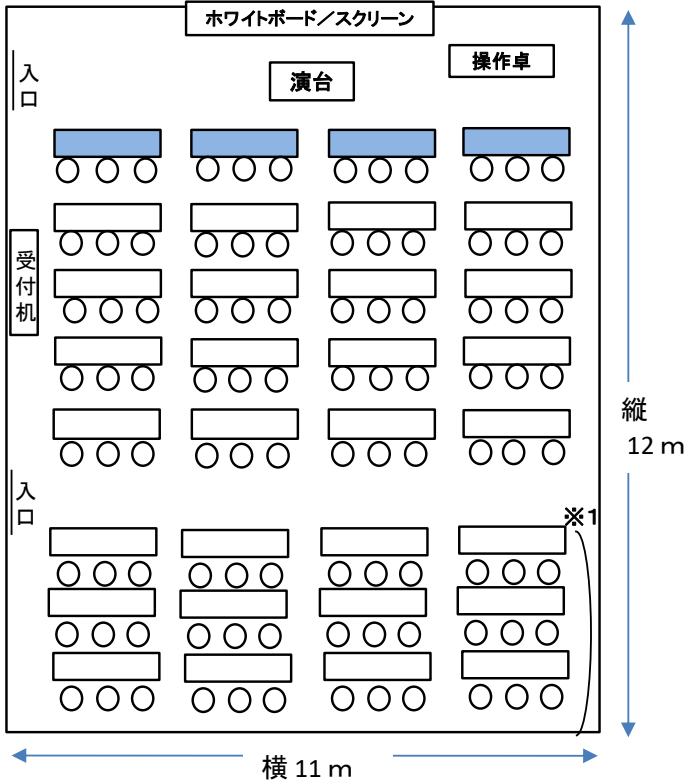 ホワイトボード／スクリーン
操作卓
演台
入口
受付机
縦
12 m
入口
※1
横 11 m